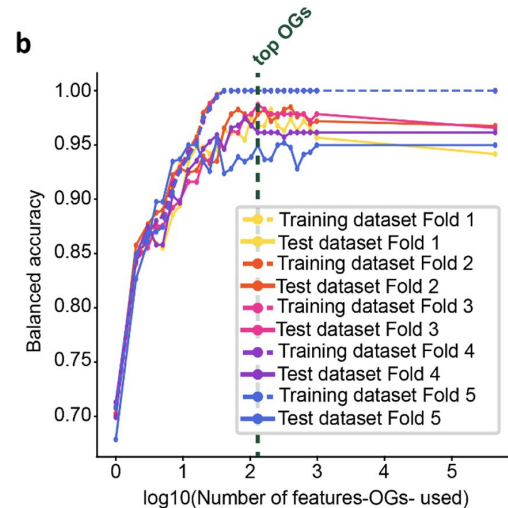 b
top OGs
Balanced accuracy
1.00
0.95
0.90
0.85
0.80
0.75
0.70
Training dataset Fold 1
Test dataset Fold 1
Training dataset Fold 2
Test dataset Fold 2
Training dataset Fold 3
Test dataset Fold 3
Training dataset Fold 4
Test dataset Fold 4
Training dataset Fold 5
Test dataset Fold 5
0 1 2 3 4 5
log10(Number of features-OGs- used)